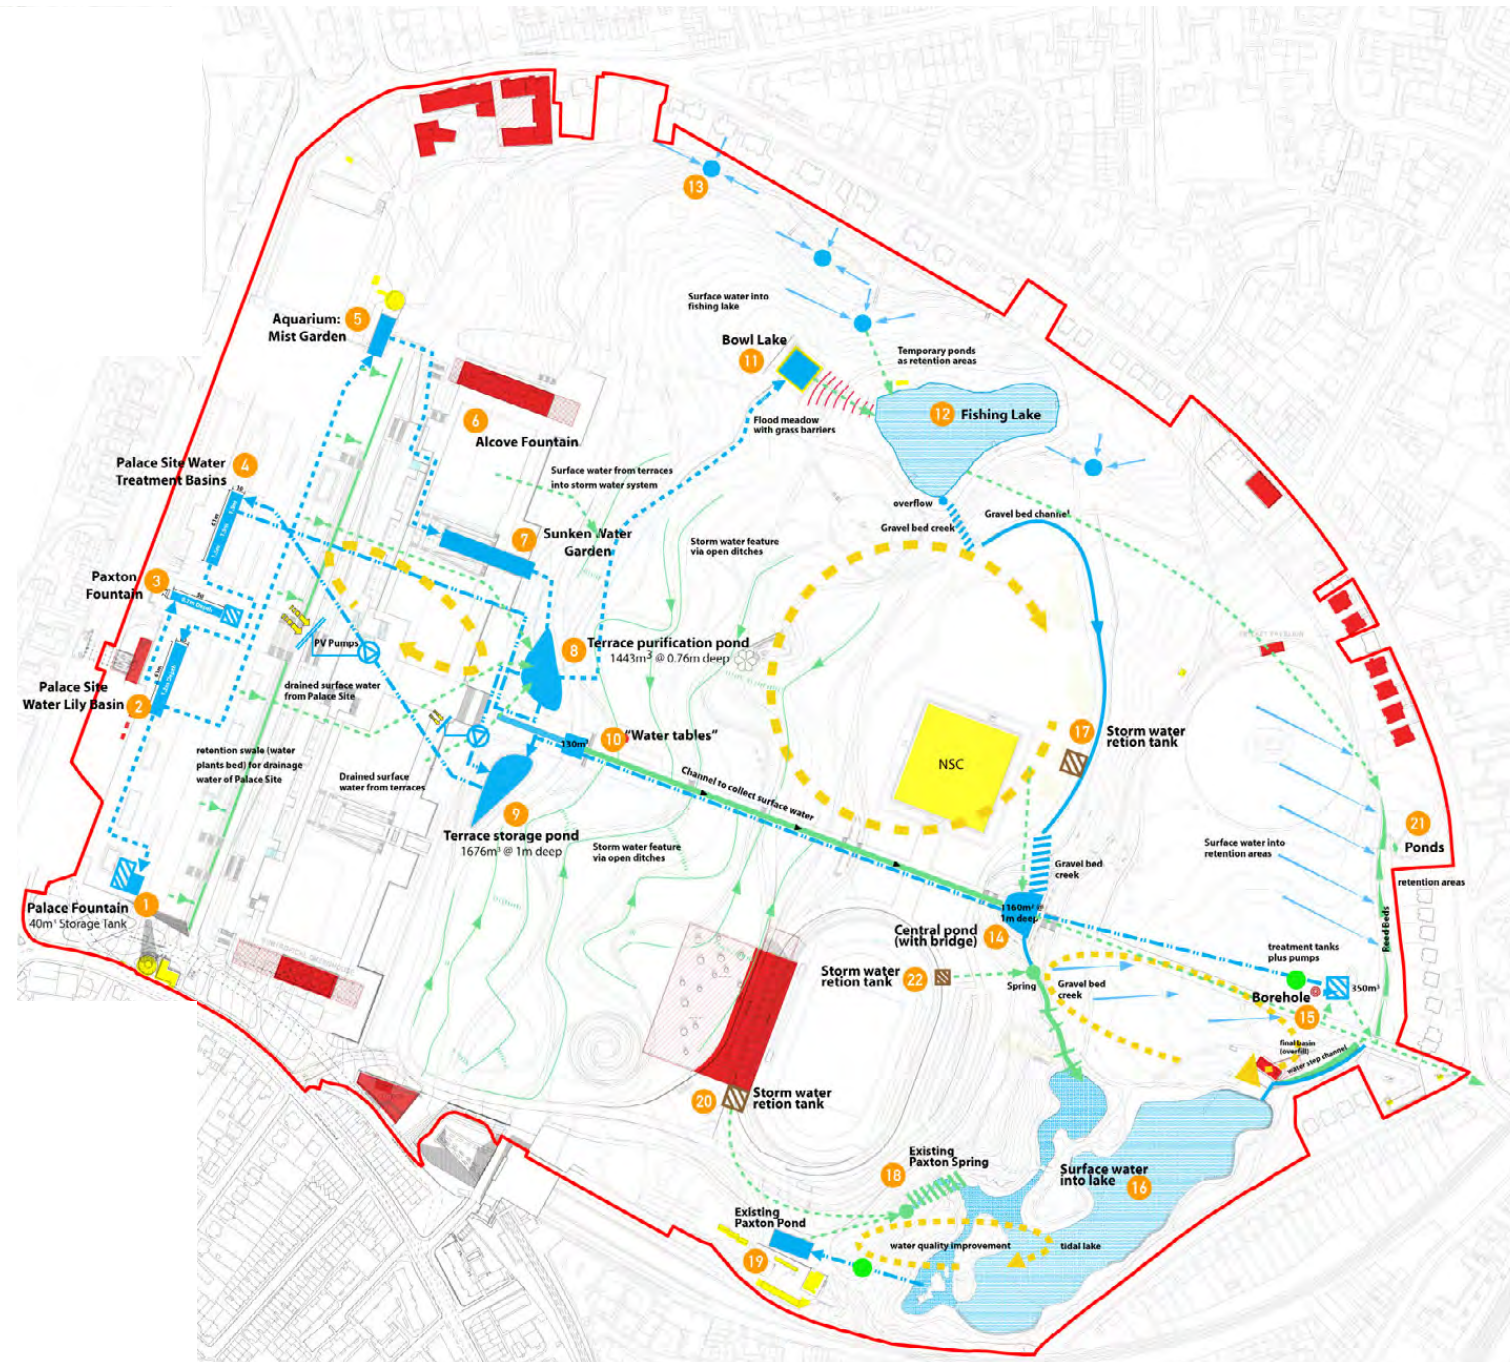 13
Surface water into
fishing lake
Aquarium:
Mist Garden
5
Bowl Lake
11
Temporary ponds
as retention areas
12
Fishing Lake
6
Alcove Fountain
Flood meadow
with grass barriers
Palace Site Water
Treatment Basins
4
Surface water from terraces
into storm water system
overflow
Gravel bed creek
Gravel bed channel
7
Sunken Water
Garden
Storm water feature
via open ditches
Paxton
Fountain
3
PV Pumps
8
Terrace purification pond
1443m³ @ 0.76m deep
drained surface water
from Palace Site
Palace Site
Water Lily Basin
2
10
"Water tables"
130m³
17
Storm water
retion tank
retention swale (water
plants bed) for drainage
water of Palace Site
Drained surface
water from terraces
NSC
Channel to collect surface water
9
Terrace storage pond
1676m³ @ 1m deep
Storm water feature
via open ditches
21
Ponds
Surface water into
retention areas
Gravel bed
creek
retention areas
Palace Fountain
1
40m³ Storage Tank
1160m³ @
1m deep
Central pond
(with bridge)
14
Reed Beds
treatment tanks
plus pumps
Storm water
retion tank
22
Spring
Gravel bed
creek
Borehole
350m³
15
final basin
(overfill)
water step channel
20
Storm water
retion tank
18
Existing
Paxton Spring
Surface water
into lake
16
Existing
Paxton Pond
water quality improvement
tidal lake
19